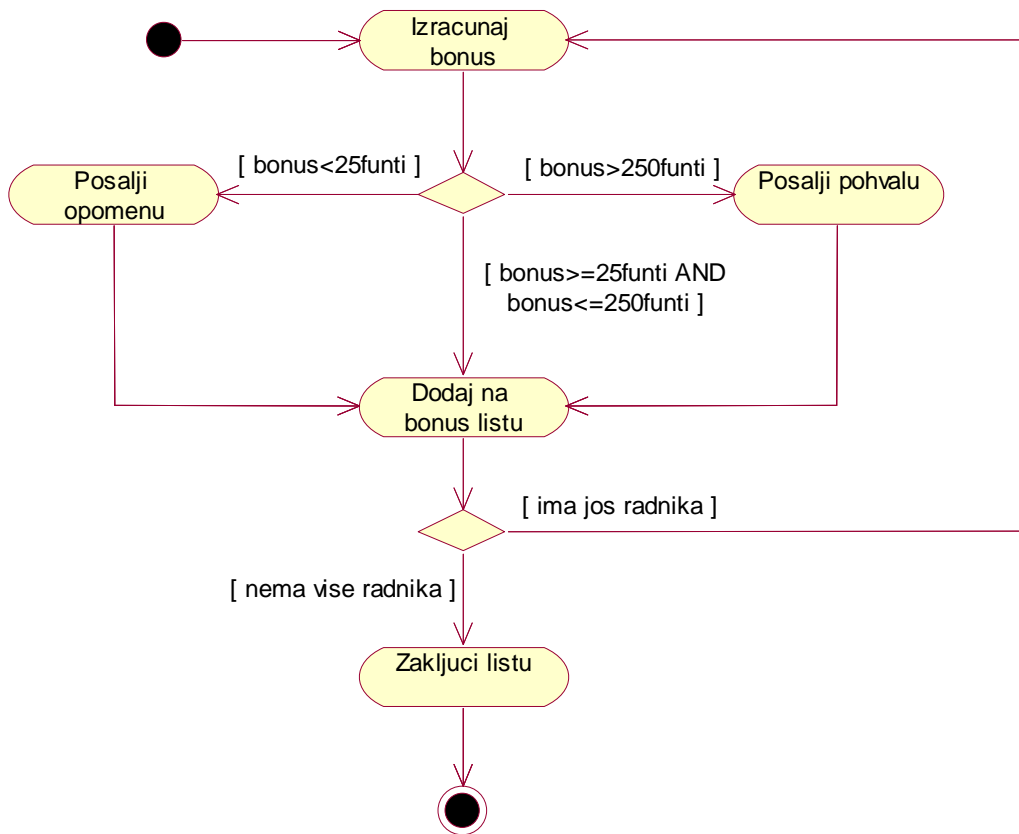 Izracunaj
bonus
[ bonus<25funti ]
[ bonus>250funti ]
Posalji
opomenu
Posalji pohvalu
[ bonus>=25funti AND
bonus<=250funti ]
Dodaj na
bonus listu
[ ima jos radnika ]
[ nema vise radnika ]
Zakljuci listu